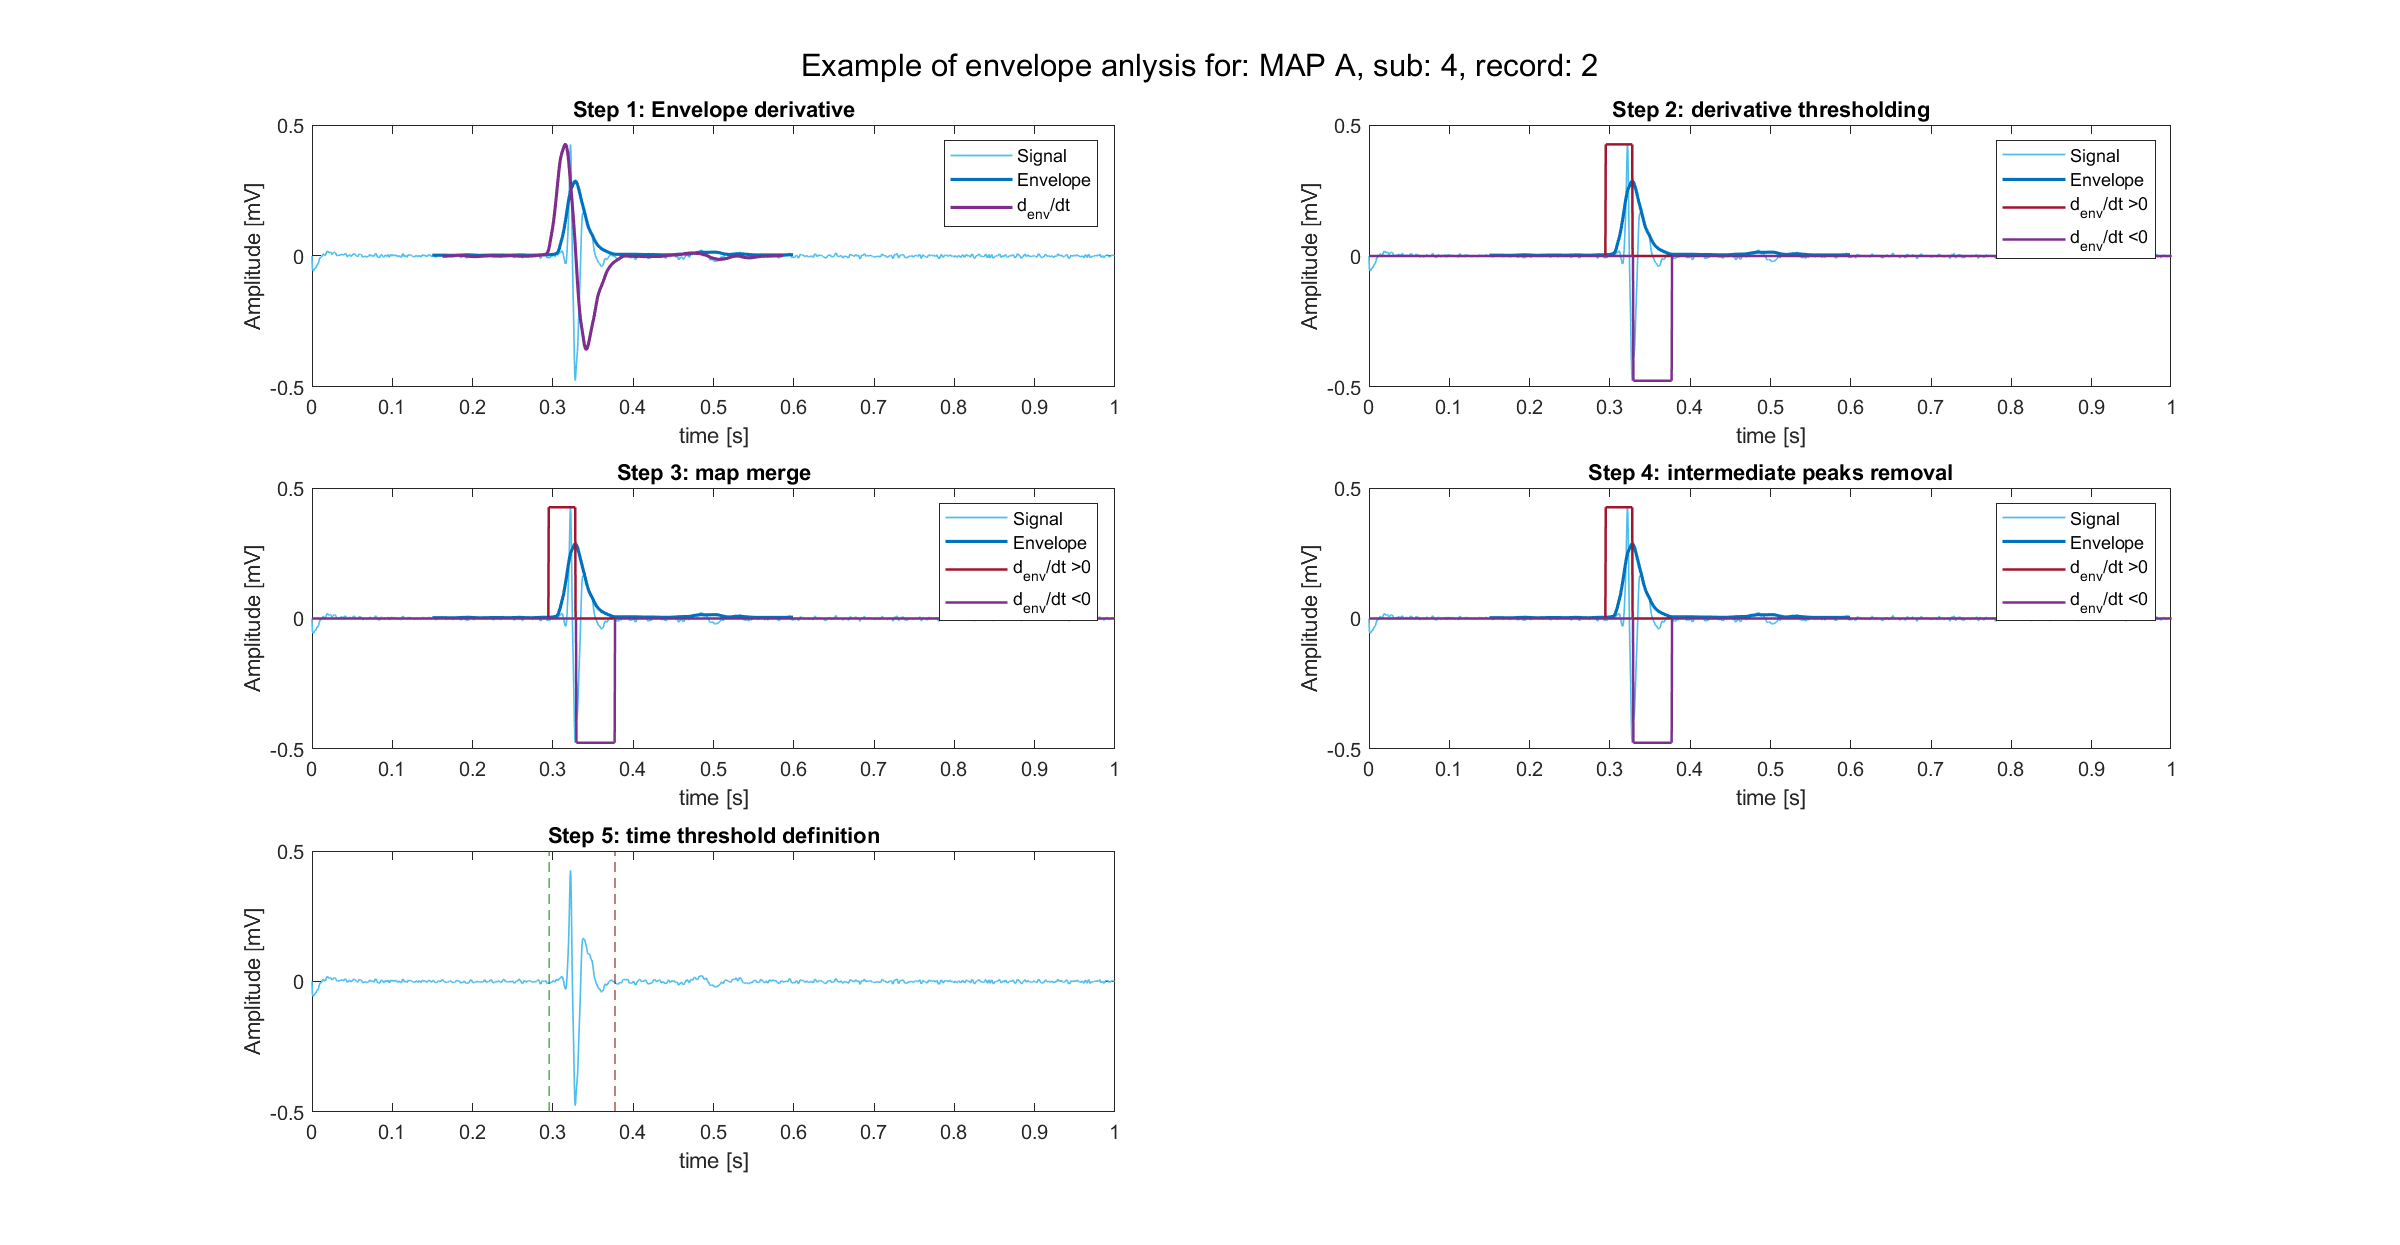 Example of envelope anlysis for: MAP A, sub: 4, record: 2
Step 1: Envelope derivative
0.5
0
-0.5
Amplitude [mV]
Signal
Envelope
d_env/dt
0 0.1 0.2 0.3 0.4 0.5 0.6 0.7 0.8 0.9 1
time [s]
Step 2: derivative thresholding
0.5
0
-0.5
Amplitude [mV]
Signal
Envelope
d_env/dt >0
d_env/dt <0
0 0.1 0.2 0.3 0.4 0.5 0.6 0.7 0.8 0.9 1
time [s]
Step 3: map merge
0.5
0
-0.5
Amplitude [mV]
Signal
Envelope
d_env/dt >0
d_env/dt <0
0 0.1 0.2 0.3 0.4 0.5 0.6 0.7 0.8 0.9 1
time [s]
Step 4: intermediate peaks removal
0.5
0
-0.5
Amplitude [mV]
Signal
Envelope
d_env/dt >0
d_env/dt <0
0 0.1 0.2 0.3 0.4 0.5 0.6 0.7 0.8 0.9 1
time [s]
Step 5: time threshold definition
0.5
0
-0.5
Amplitude [mV]
0 0.1 0.2 0.3 0.4 0.5 0.6 0.7 0.8 0.9 1
time [s]